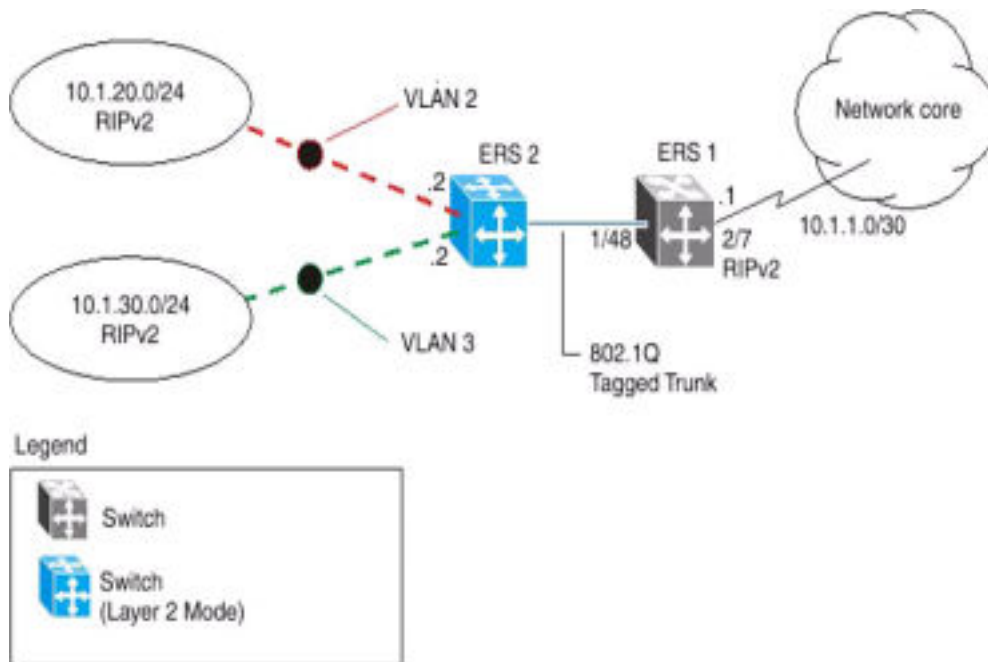 10.1.20.0/24
RIPv2
VLAN 2
ERS 2
ERS 1
Network core
.2
.1
10.1.1.0/30
.2
1/48
2/7
RIPv2
10.1.30.0/24
RIPv2
VLAN 3
802.1Q
Tagged Trunk
Legend
Switch
Switch
(Layer 2 Mode)